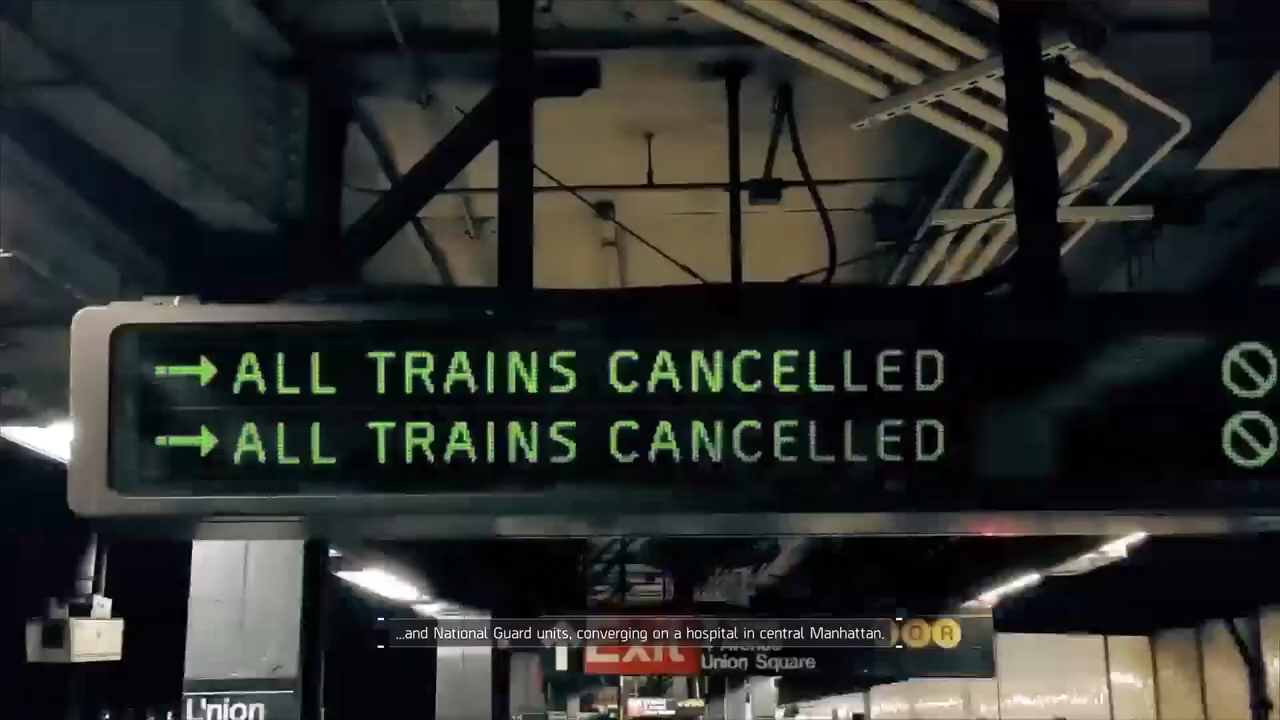 →ALL TRAINS CANCELLED
→ALL TRAINS CANCELLED
...and National Guard units, converging on a hospital in central Manhattan.
Exit
Union Square
Q R
Union